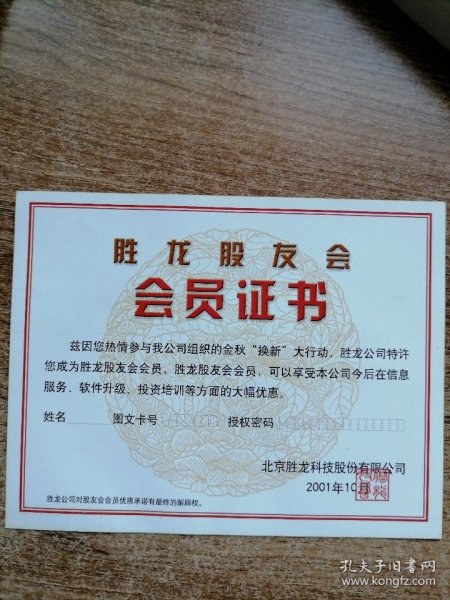 胜龙股友会
会员证书
兹因您热情参与我公司组织的金秋“换新”大行动，胜龙公司特许
您成为胜龙股友会会员。胜龙股友会会员，可以享受本公司今后在信息
服务、软件升级、投资培训等方面的大幅优惠。
姓名 图文卡号 授权密码
北京胜龙科技股份有限公司
2001年10月
胜龙公司对股友会会员优惠承诺有最终诠释权。
孔夫子旧书网
www.kongfz.com